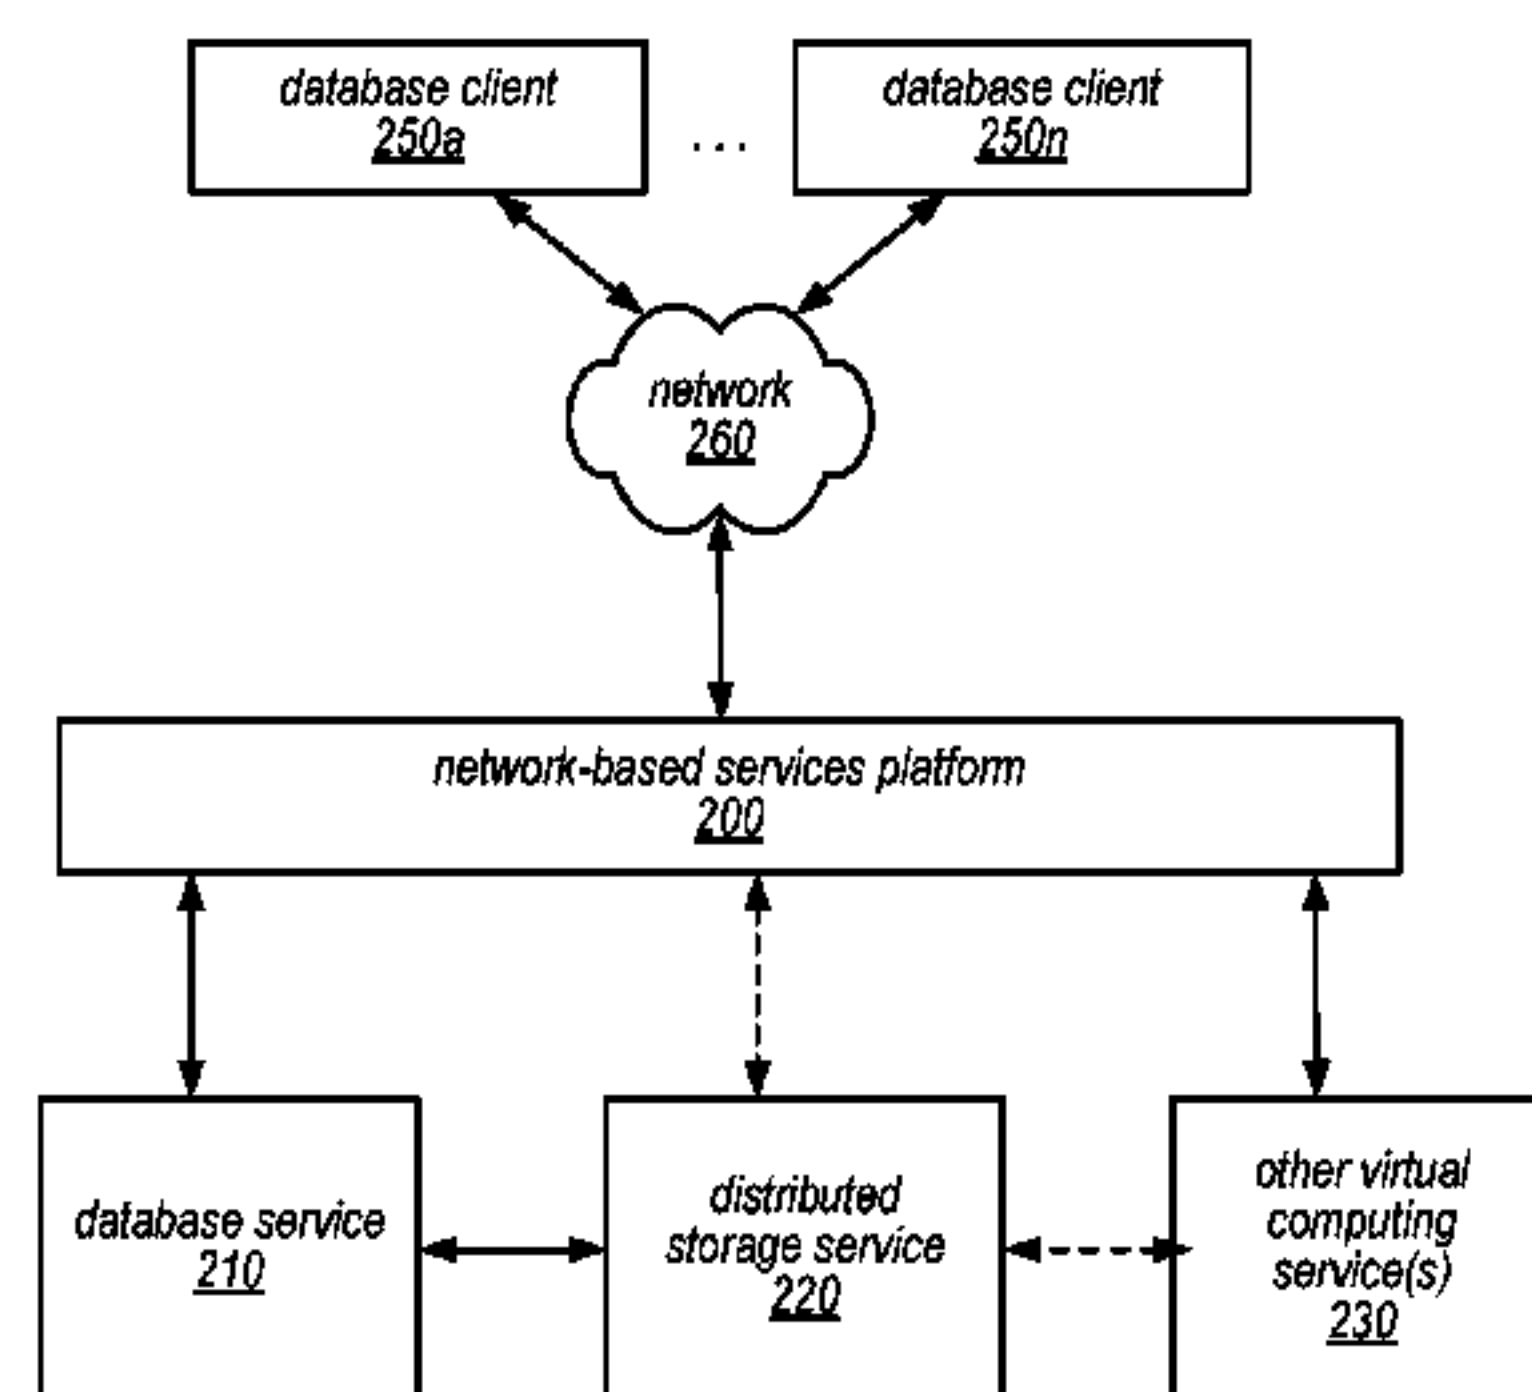 database client
250a
...
database client
250n
network
260
network-based services platform
200
database service
210
distributed
storage service
220
other virtual
computing
service(s)
230